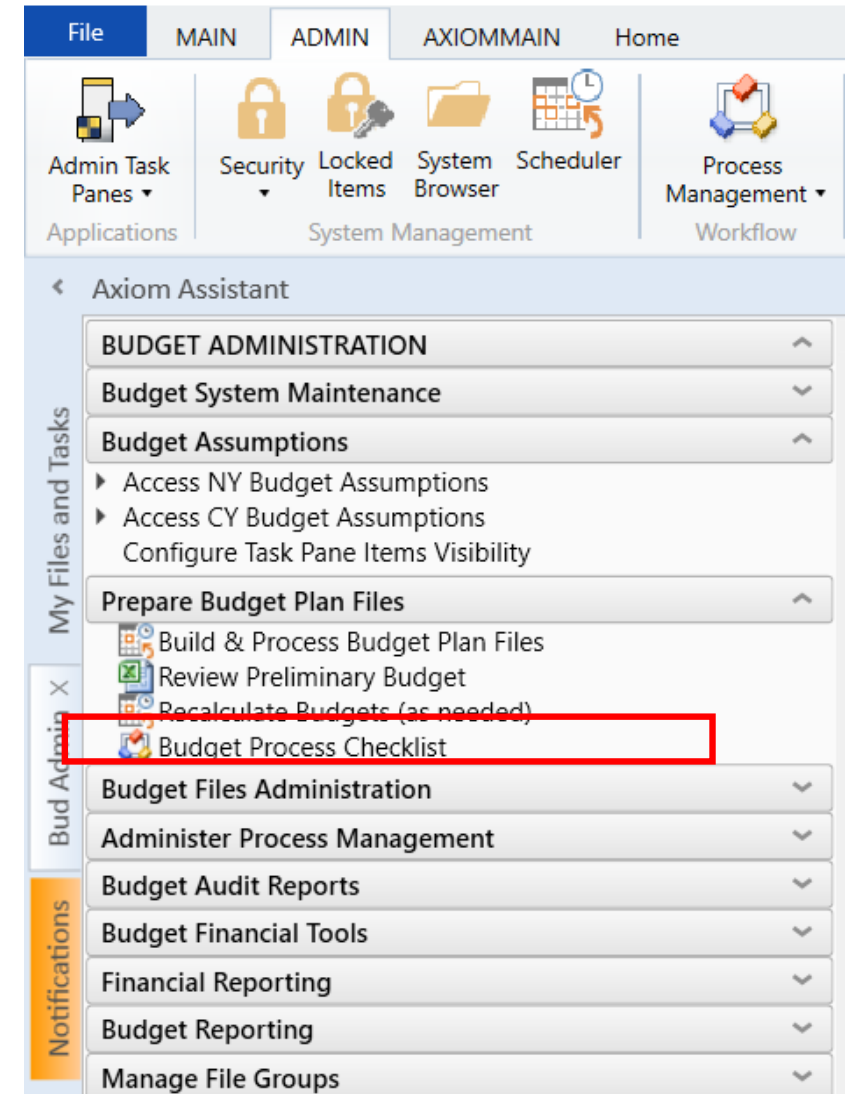 File MAIN ADMIN AXIOMMAIN Home
Admin Task Panes
Security
Locked Items
System Browser
Scheduler
Process Management
Applications System Management Workflow
Axiom Assistant
BUDGET ADMINISTRATION
Budget System Maintenance
Budget Assumptions
Access NY Budget Assumptions
Access CY Budget Assumptions
Configure Task Pane Items Visibility
Prepare Budget Plan Files
Build & Process Budget Plan Files
Review Preliminary Budget
Recalculate Budgets (as needed)
Budget Process Checklist
Budget Files Administration
Administer Process Management
Budget Audit Reports
Budget Financial Tools
Financial Reporting
Budget Reporting
Manage File Groups
My Files and Tasks
Bud Admin X
Notifications